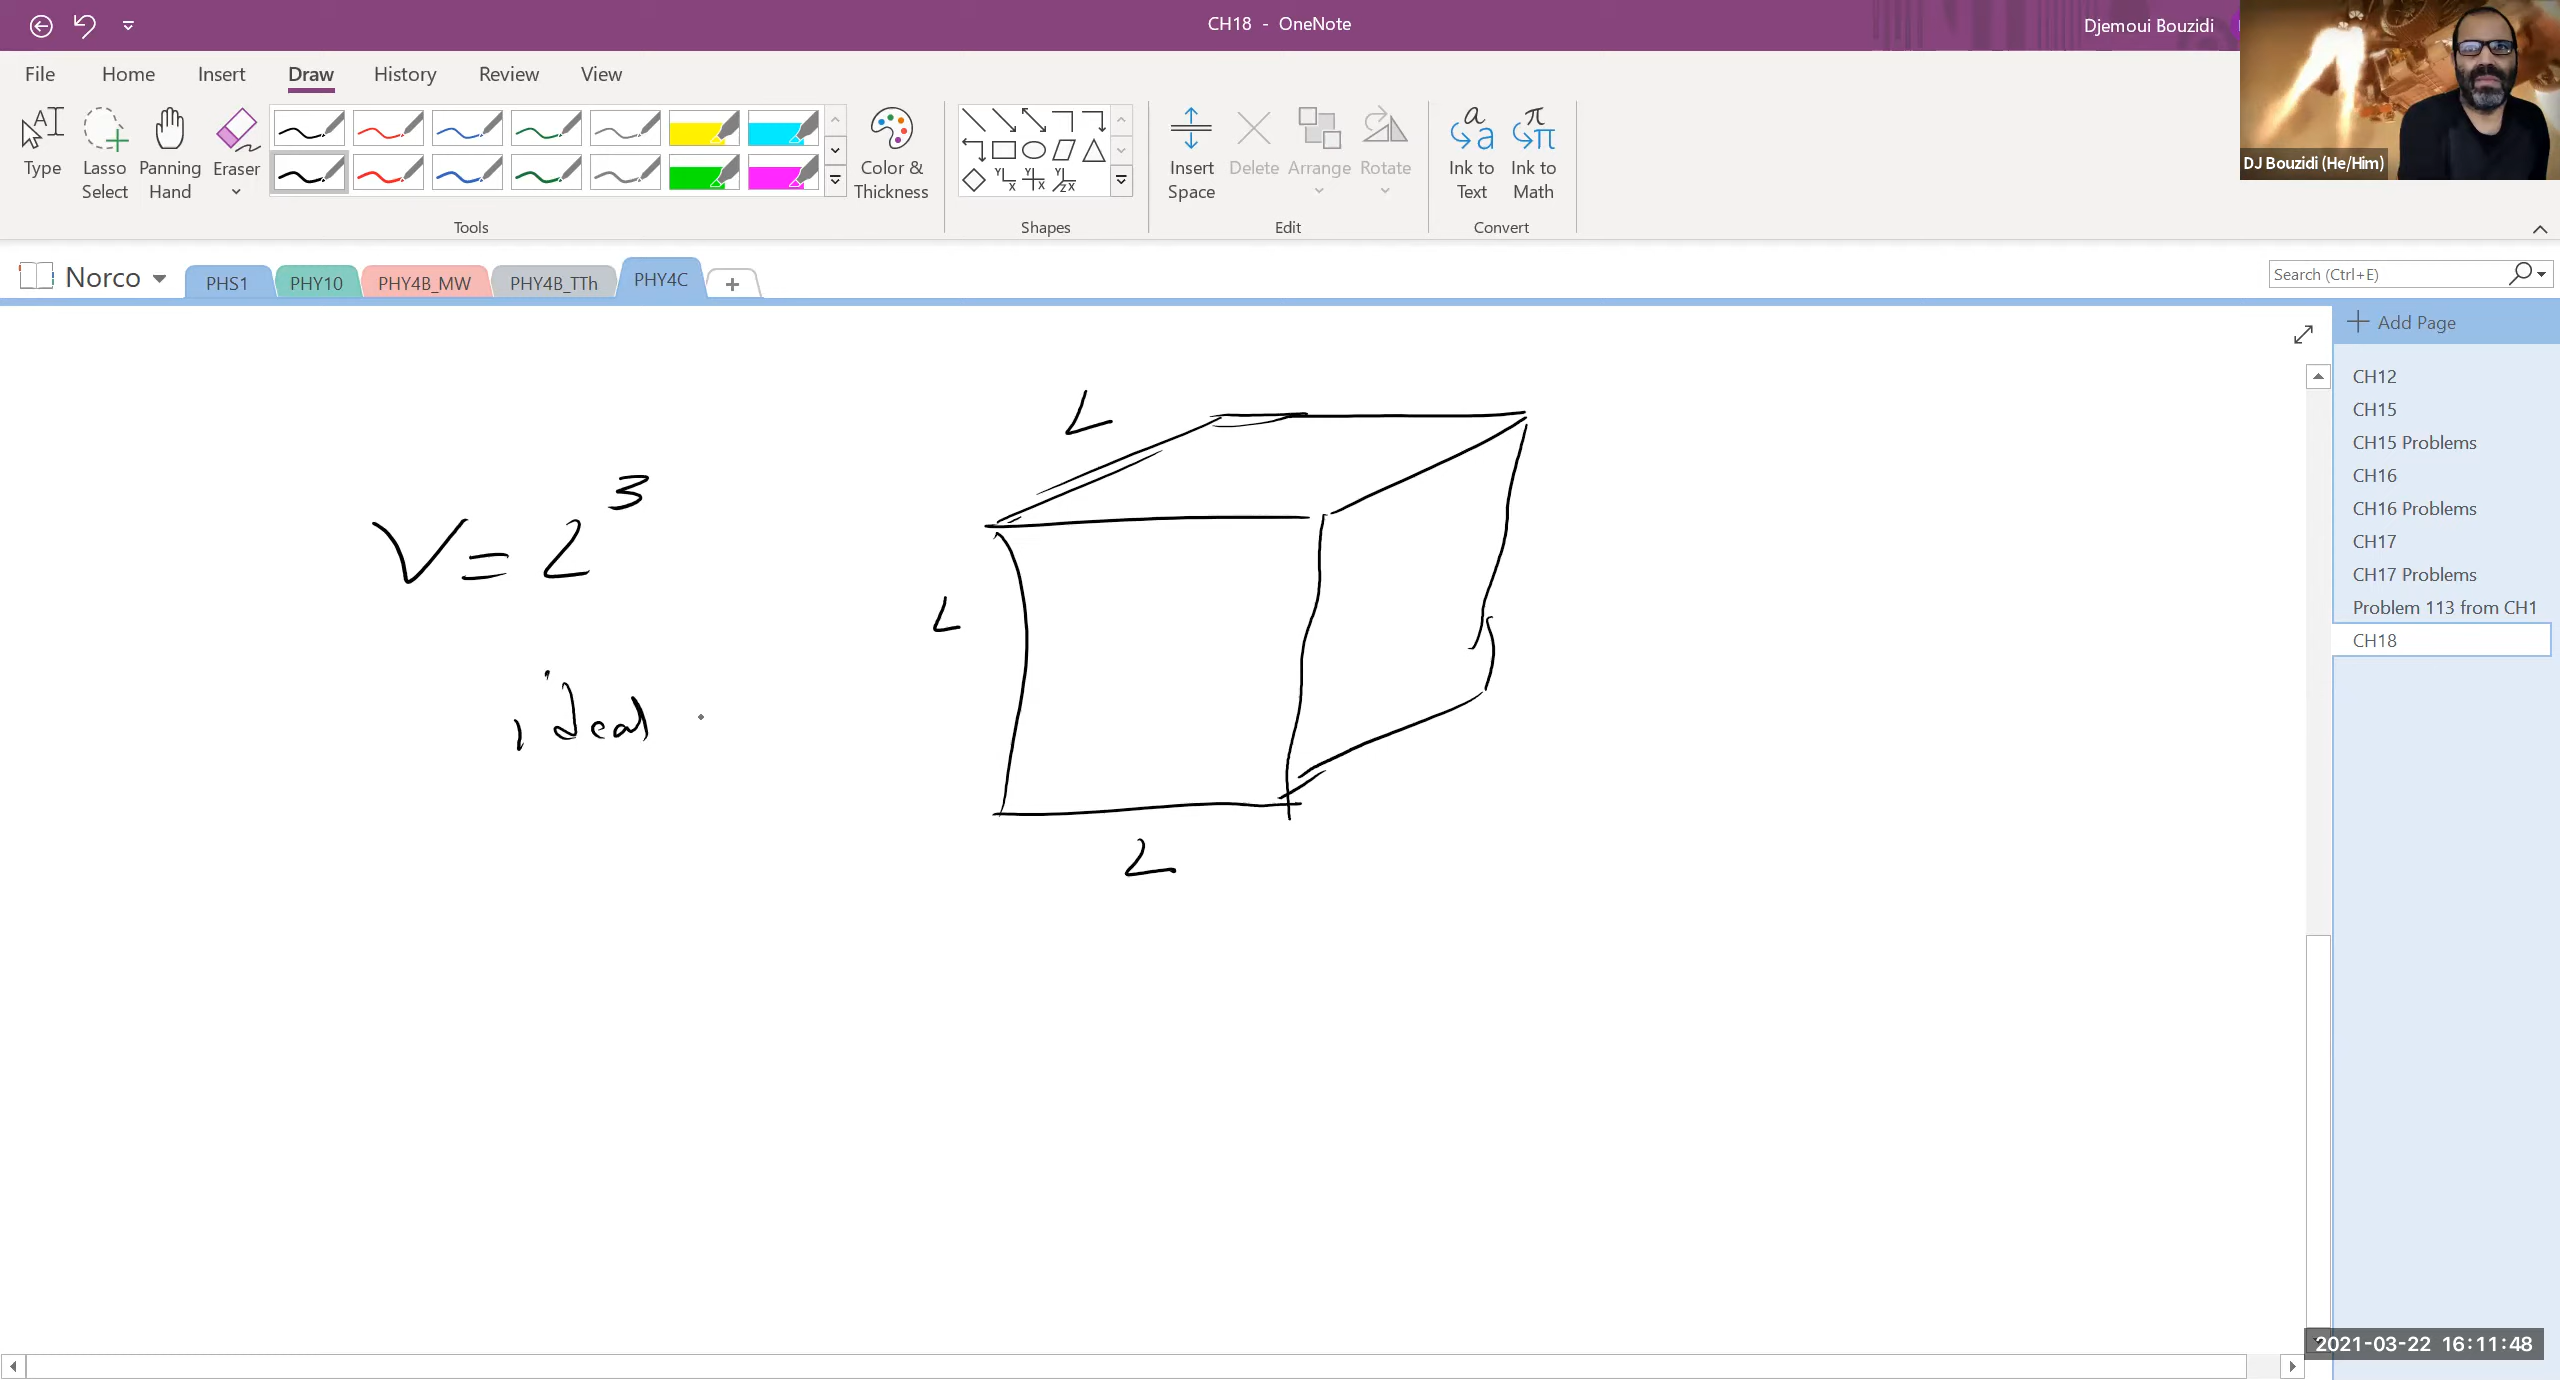 CH18 - OneNote
Djemoui Bouzidi
File Home Insert Draw History Review View
Type
Lasso Select
Panning Hand
Eraser
Color & Thickness
Insert Space
Delete
Arrange
Rotate
Ink to Text
Ink to Math
Tools
Shapes
Edit
Convert
DJ Bouzidi (He/Him)
Norco
PHS1 PHY10 PHY4B_MW PHY4B_TTh PHY4C
Search (Ctrl+E)
Add Page
CH12
CH15
CH15 Problems
CH16
CH16 Problems
CH17
CH17 Problems
Problem 113 from CH1
CH18
L
V = L³
L
ideal
L
2021-03-22 16:11:48